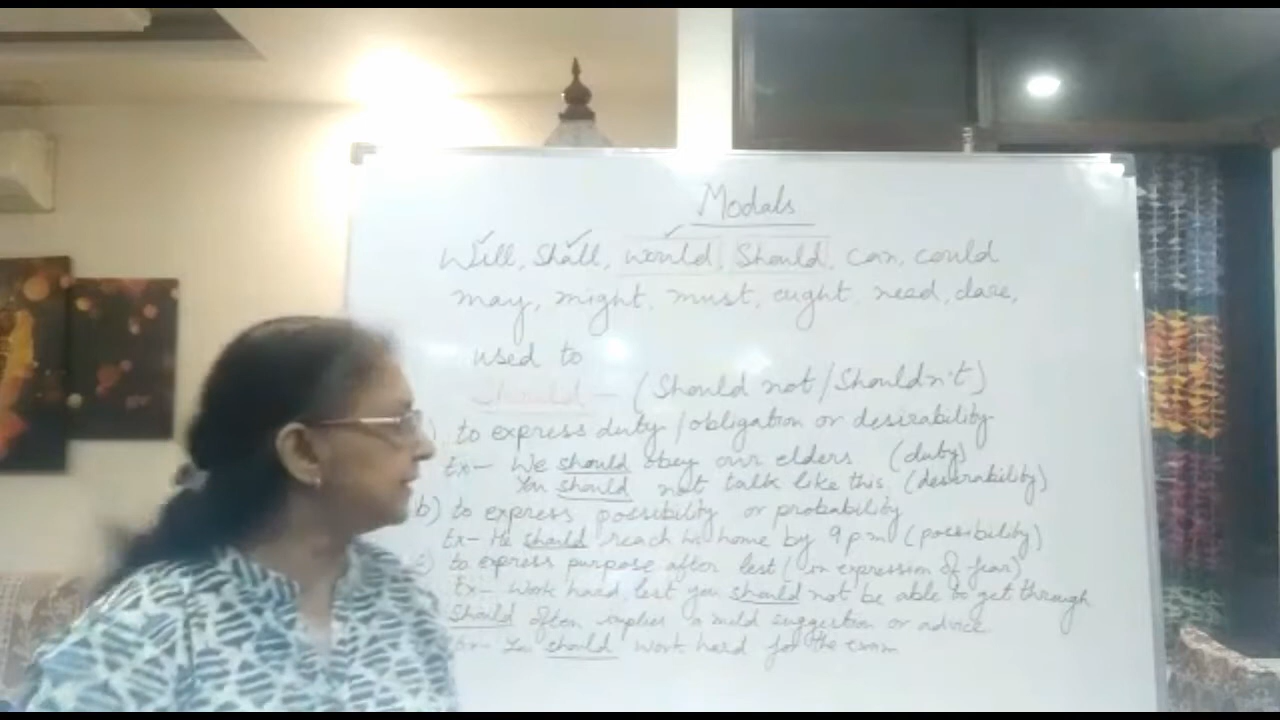 Modals
Will, Shall, would, Should, can, could
may, might, must, ought, need, dare,
used to
Should - (Should not/Shouldn't)
) to express duty/obligation or desirability
Ex- We should obey our elders (duty)
You should not talk like this (desirability)
b) to express possibility or probability
Ex- He should reach home by 9pm (possibility)
c) to express purpose after lest (an expression of fear)
Ex- Work hard lest you should not be able to get through
Should often implies a mild suggestion or advice
should work hard for the exam